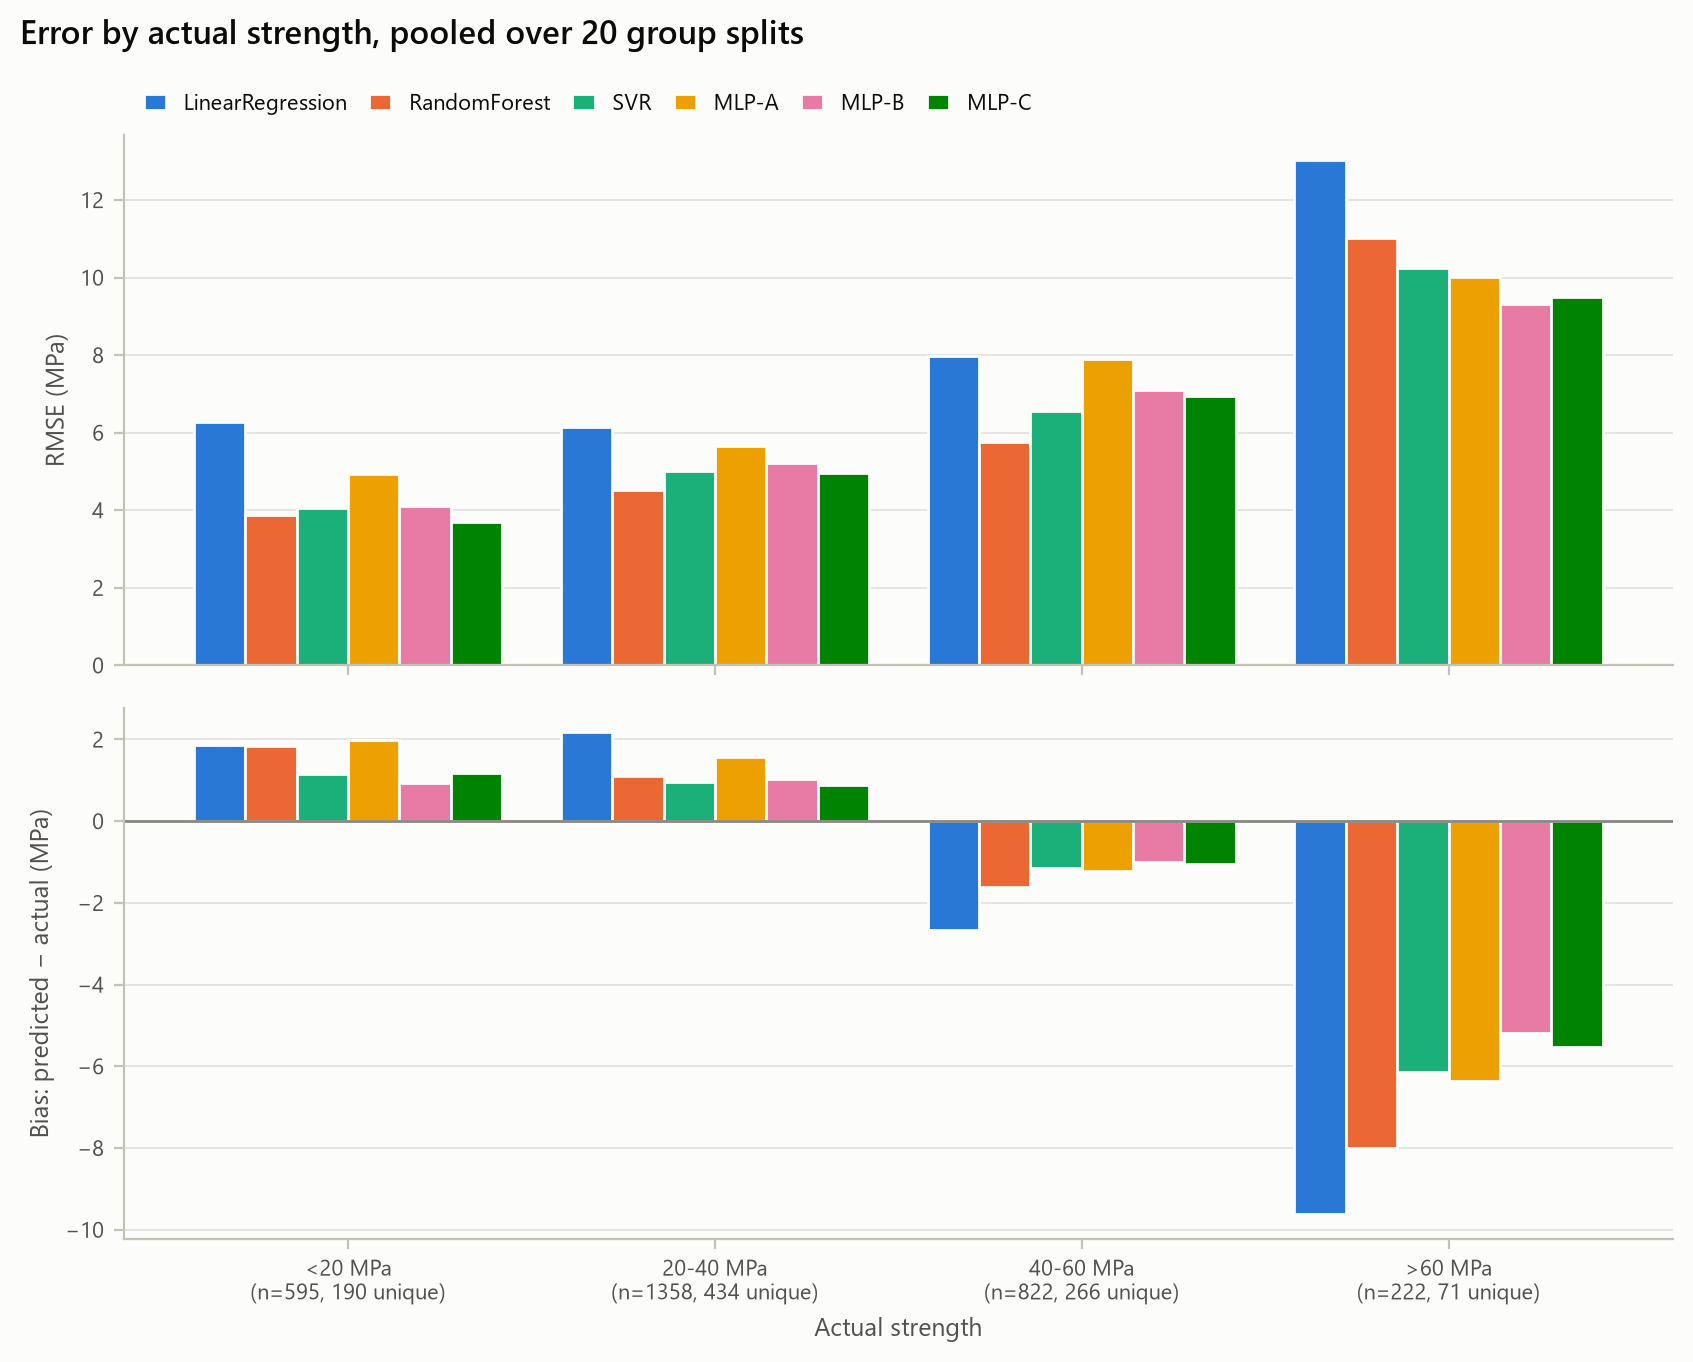 Error by actual strength, pooled over 20 group splits
LinearRegression RandomForest SVR MLP-A MLP-B MLP-C
RMSE (MPa)
12
10
8
6
4
2
0
Bias: predicted − actual (MPa)
2
0
−2
−4
−6
−8
−10
<20 MPa 20-40 MPa 40-60 MPa >60 MPa
(n=595, 190 unique) (n=1358, 434 unique) (n=822, 266 unique) (n=222, 71 unique)
Actual strength